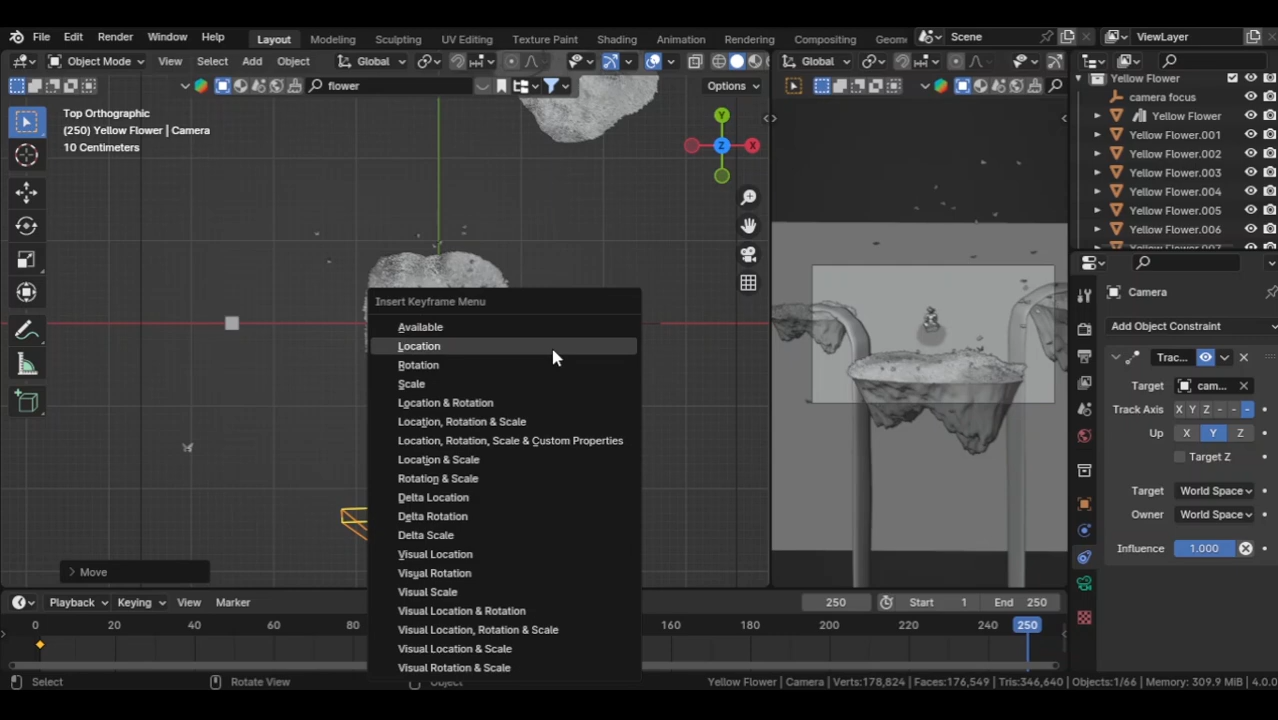 File Edit Render Window Help Layout Modeling Sculpting UV Editing Texture Paint Shading Animation Rendering Compositing Geome Scene ViewLayer
Object Mode View Select Add Object Global Global
flower Options
Top Orthographic
(250) Yellow Flower | Camera
10 Centimeters
Y
Z
X
Yellow Flower
camera focus
Yellow Flower
Yellow Flower.001
Yellow Flower.002
Yellow Flower.003
Yellow Flower.004
Yellow Flower.005
Yellow Flower.006
Insert Keyframe Menu
Available
Location
Rotation
Scale
Location & Rotation
Location, Rotation & Scale
Location, Rotation, Scale & Custom Properties
Location & Scale
Rotation & Scale
Delta Location
Delta Rotation
Delta Scale
Visual Location
Visual Rotation
Visual Scale
Visual Location & Rotation
Visual Location, Rotation & Scale
Visual Location & Scale
Visual Rotation & Scale
Camera
Add Object Constraint
Trac...
Target cam...
Track Axis X Y Z - - -
Up X Y Z
Target Z
Target World Space
Owner World Space
Influence 1.000
Move
Playback Keying View Marker 250 Start 1 End 250
0 20 40 60 80 160 180 200 220 250
Select Rotate View Object Yellow Flower | Camera | Verts:178,824 | Faces:176,549 | Tris:346,640 | Objects:1/66 | Memory: 309.9 MiB | 4.0.0